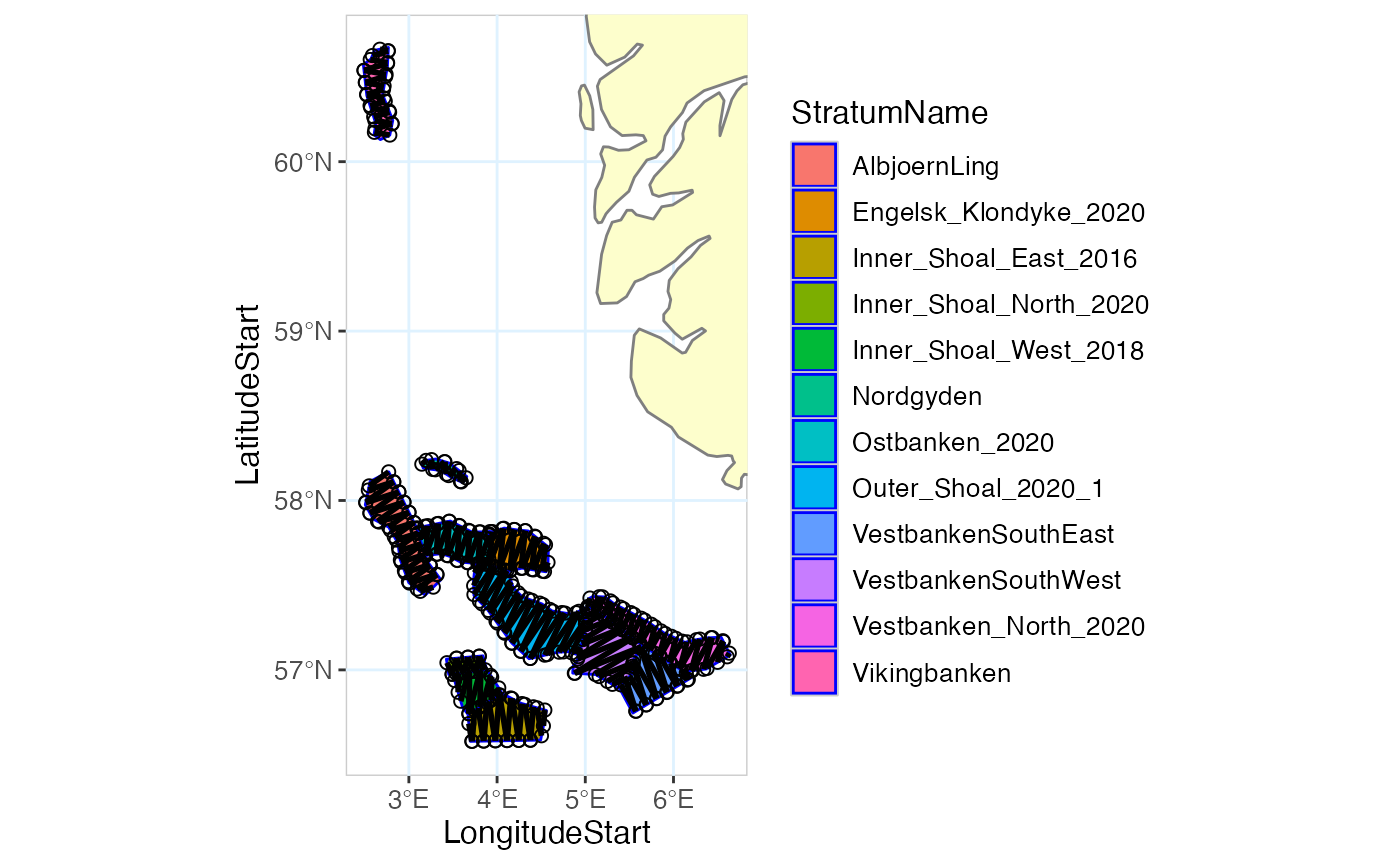 60°N
59°N
58°N
57°N
3°E 4°E 5°E 6°E
LongitudeStart
LatitudeStart
StratumName
AlbjoernLing
Engelsk_Klondyke_2020
Inner_Shoal_East_2016
Inner_Shoal_North_2020
Inner_Shoal_West_2018
Nordgyden
Ostbanken_2020
Outer_Shoal_2020_1
VestbankenSouthEast
VestbankenSouthWest
Vestbanken_North_2020
Vikingbanken